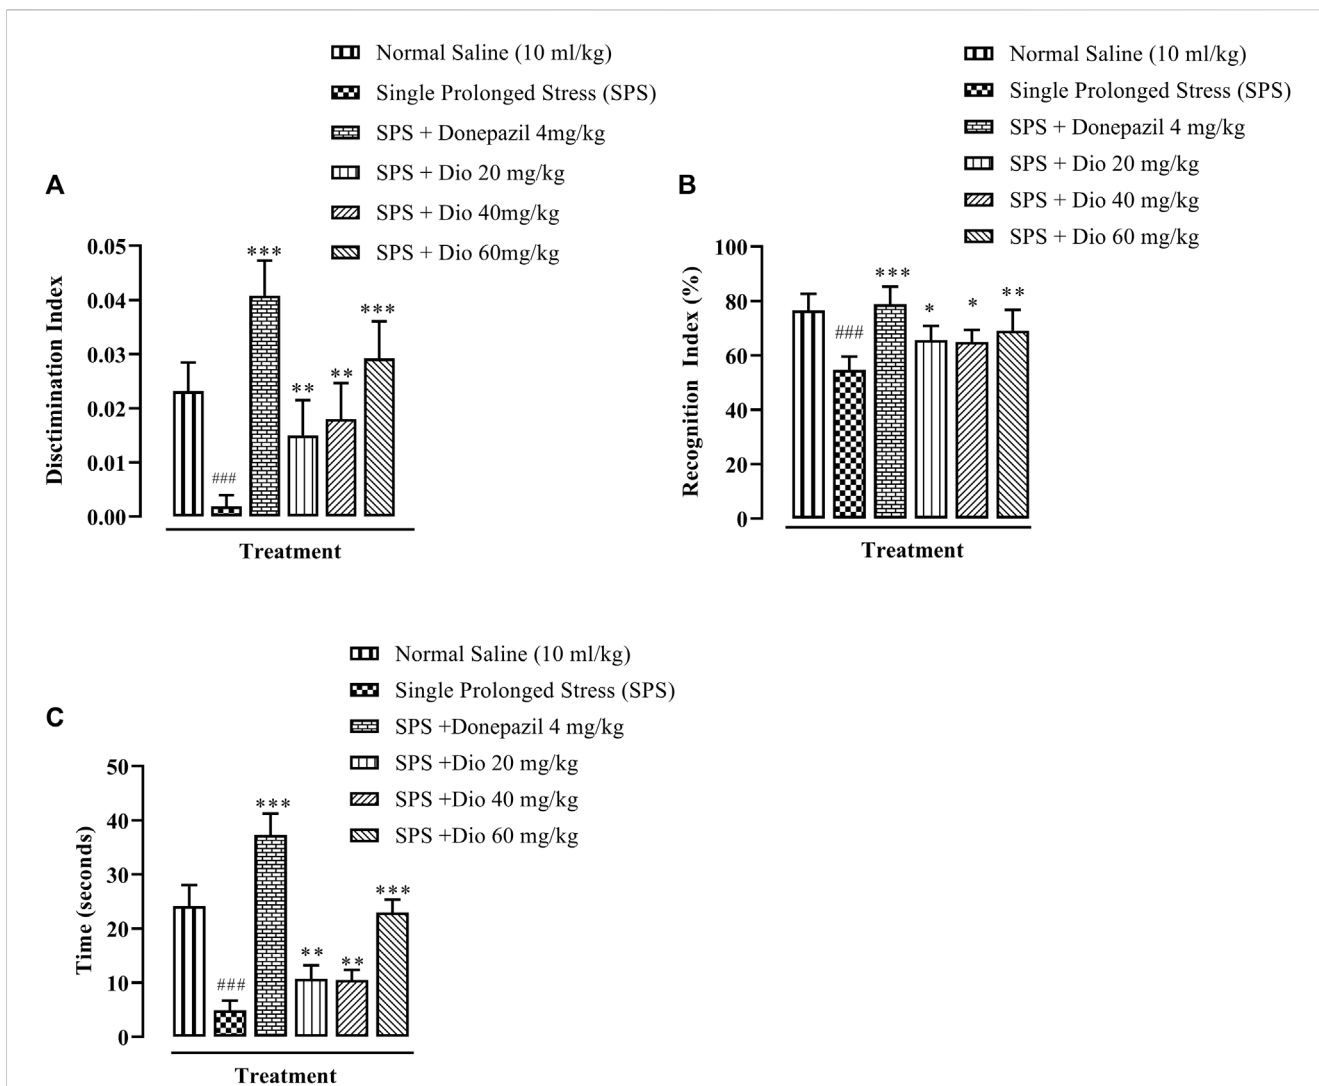 Normal Saline (10 ml/kg)
Single Prolonged Stress (SPS)
SPS + Donepazil 4mg/kg
SPS + Dio 20 mg/kg
SPS + Dio 40mg/kg
SPS + Dio 60mg/kg
A
Disctimination Index
0.05
0.04
0.03
0.02
0.01
0.00
***
###
**
**
***
Treatment
Normal Saline (10 ml/kg)
Single Prolonged Stress (SPS)
SPS + Donepazil 4 mg/kg
SPS + Dio 20 mg/kg
SPS + Dio 40 mg/kg
SPS + Dio 60 mg/kg
B
Recognition Index (%)
100
80
60
40
20
0
###
***
*
*
**
Treatment
Normal Saline (10 ml/kg)
Single Prolonged Stress (SPS)
SPS +Donepazil 4 mg/kg
SPS +Dio 20 mg/kg
SPS +Dio 40 mg/kg
SPS +Dio 60 mg/kg
C
Time (seconds)
50
40
30
20
10
0
###
***
**
**
***
Treatment